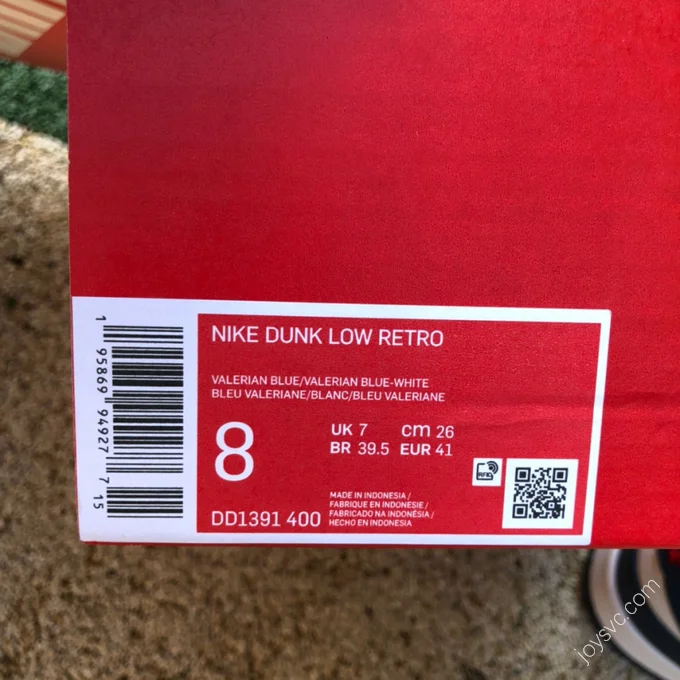 NIKE DUNK LOW RETRO
VALERIAN BLUE/VALERIAN BLUE-WHITE
BLEU VALERIANE/BLANC/BLEU VALERIANE
8
UK 7 cm 26
BR 39.5 EUR 41
DD1391 400
MADE IN INDONESIA /
FABRIQUE EN INDONESIE /
FABRICADO NA INDONÉSIA /
HECHO EN INDONESIA
RFID
1 95869 94927 7 15
joysvc.com